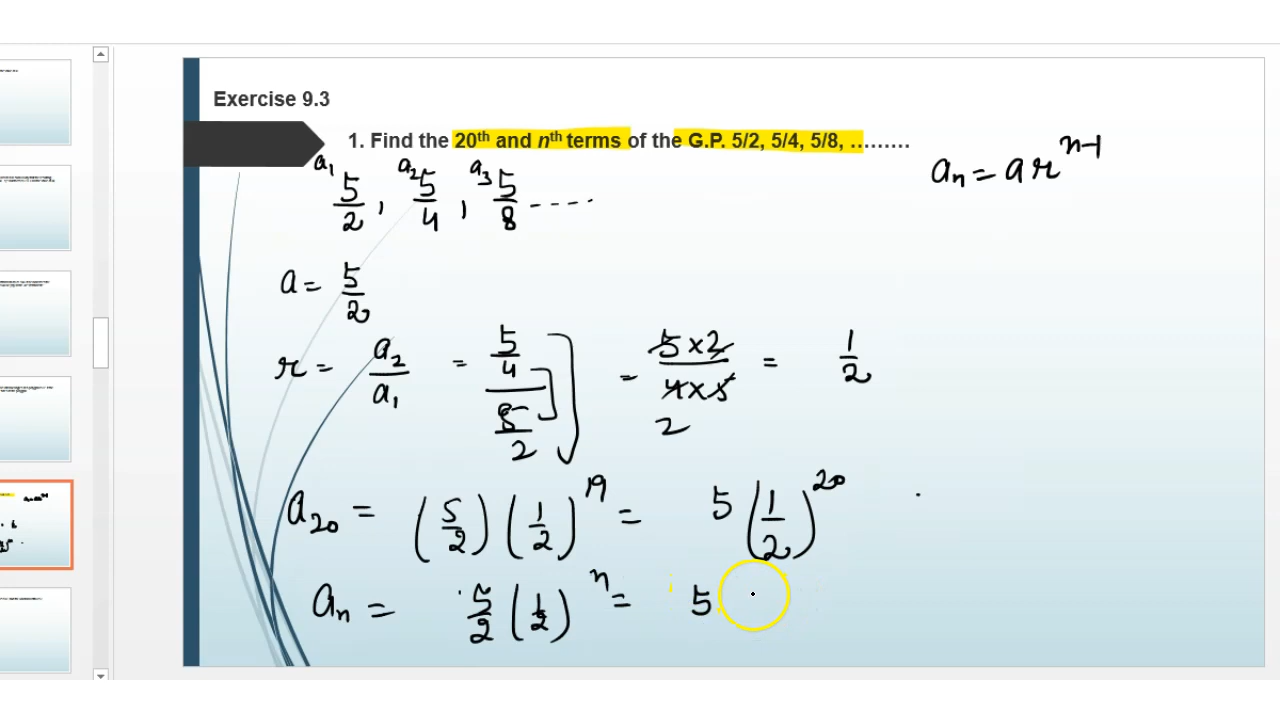 Exercise 9.3
1. Find the 20th and nth terms of the G.P. 5/2, 5/4, 5/8, .........
a₁ 5/2, a₂ 5/4, a₃ 5/8 ----..
aₙ = a r^(n-1)
a = 5/2
r = a₂/a₁ = (5/4)/(5/2) = (5×2)/(4×5) 2 = 1/2
a₂₀ = (5/2) (1/2)^19 = 5 (1/2)^20
aₙ = 5/2 (1/2)^n = 5